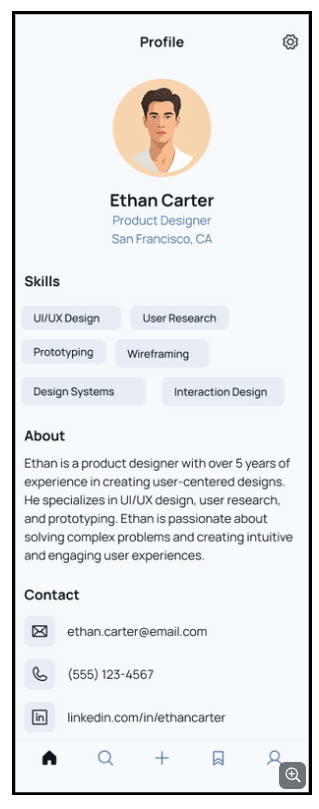 Profile
Ethan Carter
Product Designer
San Francisco, CA
Skills
UI/UX Design
User Research
Prototyping
Wireframing
Design Systems
Interaction Design
About
Ethan is a product designer with over 5 years of
experience in creating user-centered designs.
He specializes in UI/UX design, user research,
and prototyping. Ethan is passionate about
solving complex problems and creating intuitive
and engaging user experiences.
Contact
ethan.carter@email.com
(555) 123-4567
in
linkedin.com/in/ethancarter